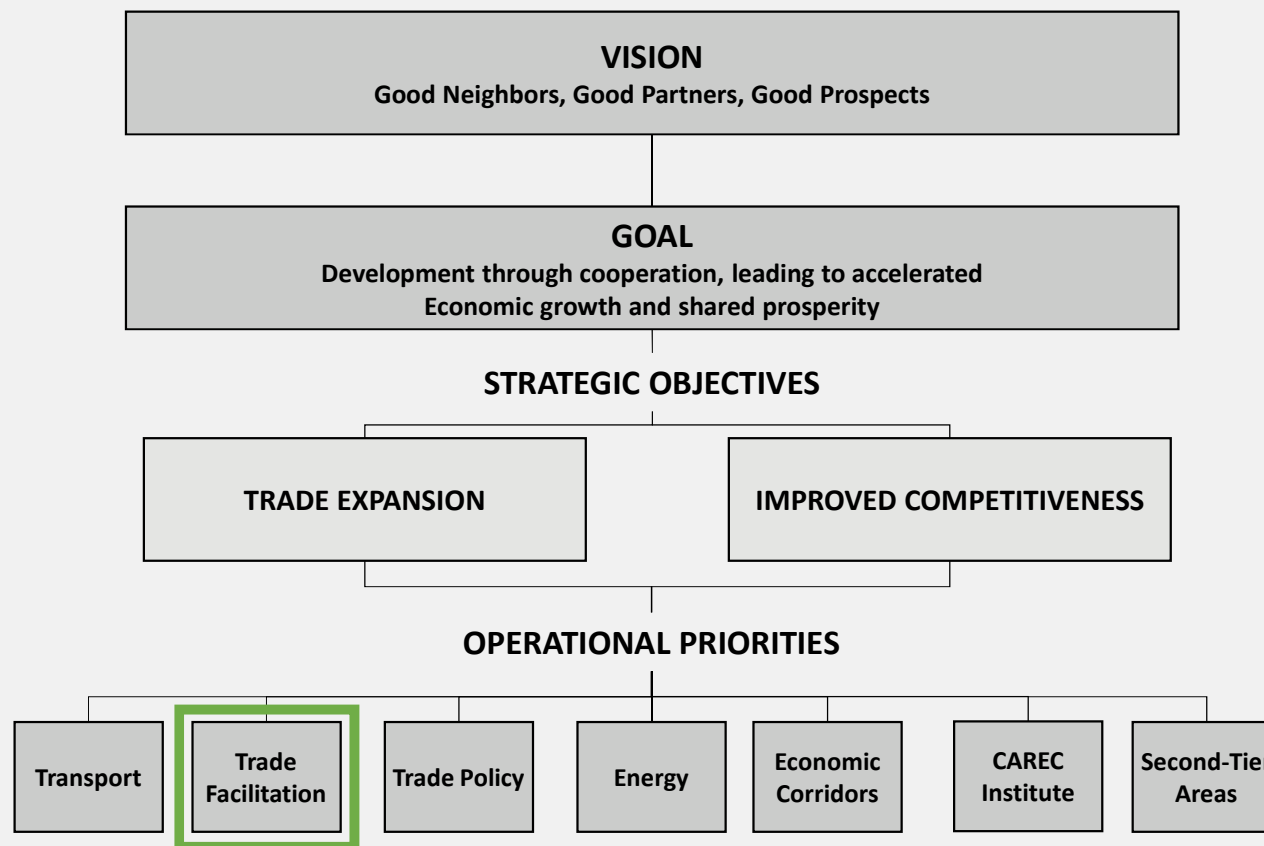 VISION
Good Neighbors, Good Partners, Good Prospects
GOAL
Development through cooperation, leading to accelerated
Economic growth and shared prosperity
STRATEGIC OBJECTIVES
TRADE EXPANSION
IMPROVED COMPETITIVENESS
OPERATIONAL PRIORITIES
Transport
Trade
Facilitation
Trade Policy
Energy
Economic
Corridors
CAREC
Institute
Second-Tier
Areas